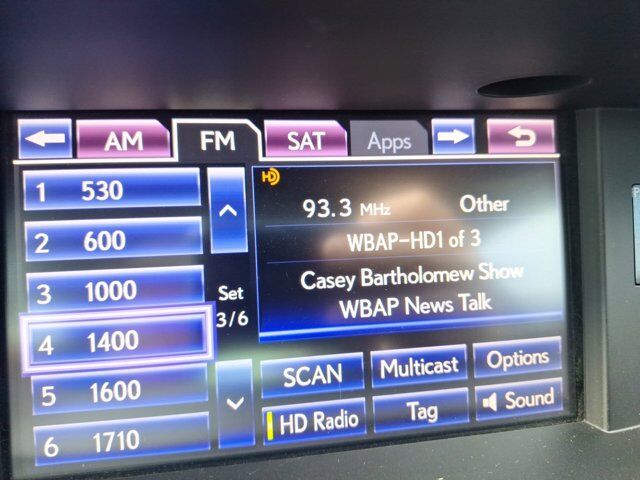 AM FM SAT Apps
HD
1 530
2 600
3 1000
4 1400
5 1600
6 1710
Set
3/6
93.3 MHz Other
WBAP-HD1 of 3
Casey Bartholomew Show
WBAP News Talk
SCAN Multicast Options
HD Radio Tag Sound